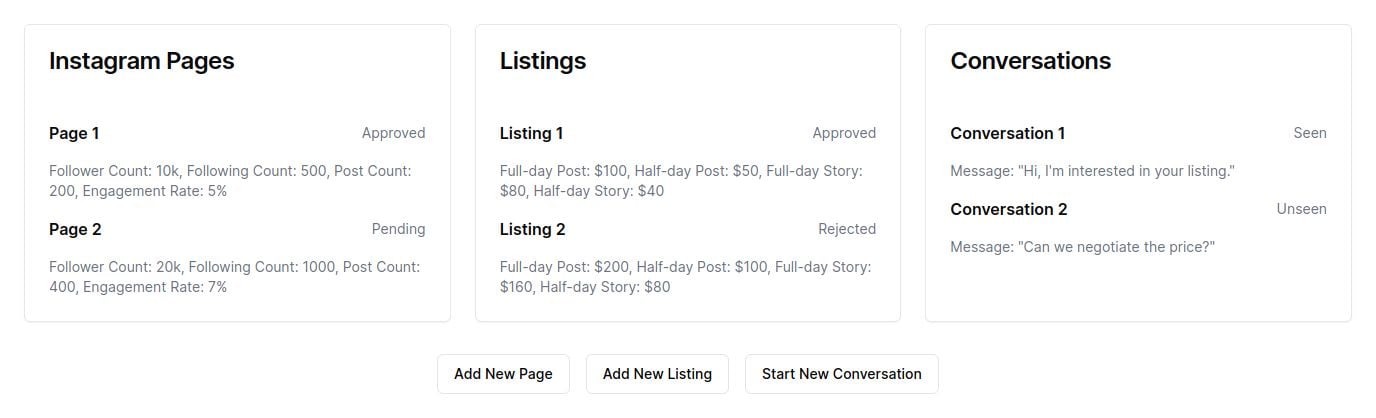 Instagram Pages
Page 1
Approved
Follower Count: 10k, Following Count: 500, Post Count:
200, Engagement Rate: 5%
Page 2
Pending
Follower Count: 20k, Following Count: 1000, Post Count:
400, Engagement Rate: 7%
Listings
Listing 1
Approved
Full-day Post: $100, Half-day Post: $50, Full-day Story:
$80, Half-day Story: $40
Listing 2
Rejected
Full-day Post: $200, Half-day Post: $100, Full-day Story:
$160, Half-day Story: $80
Conversations
Conversation 1
Seen
Message: "Hi, I'm interested in your listing."
Conversation 2
Unseen
Message: "Can we negotiate the price?"
Add New Page
Add New Listing
Start New Conversation